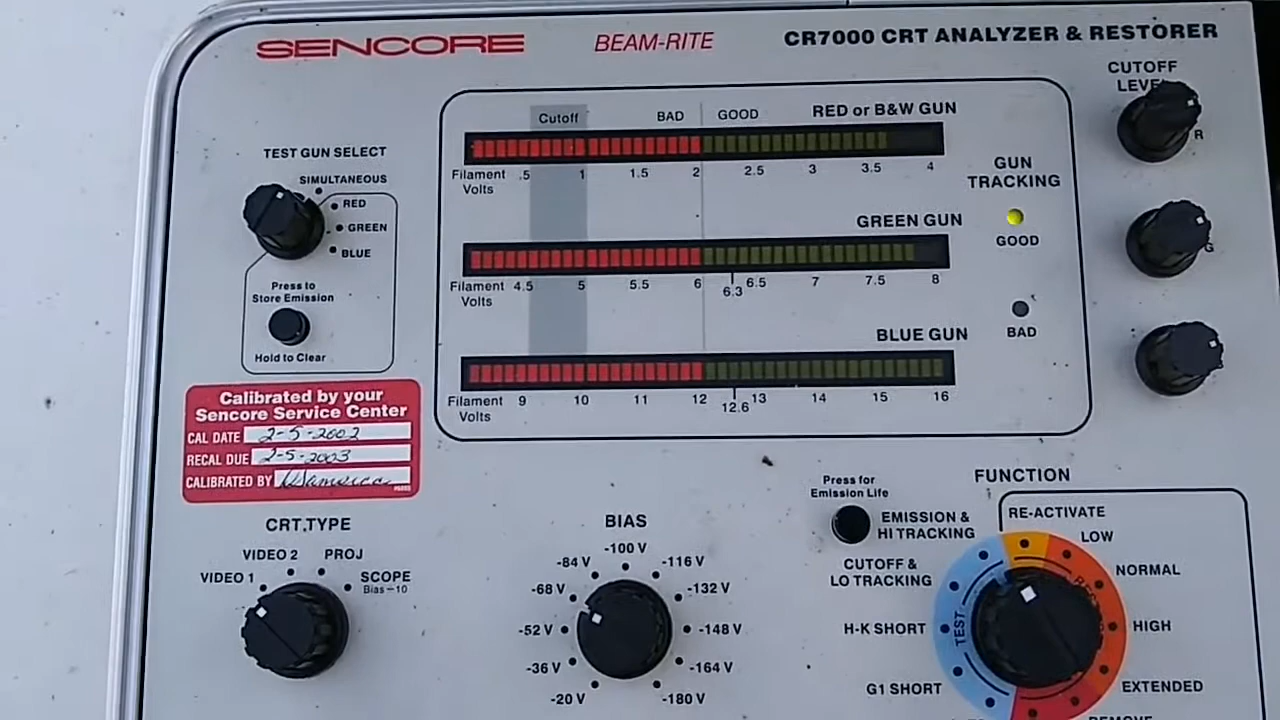 SENCORE
BEAM-RITE
CR7000 CRT ANALYZER & RESTORER
CUTOFF
LEVEL
R
G
TEST GUN SELECT
SIMULTANEOUS
RED
GREEN
BLUE
Press to
Store Emission
Hold to Clear
Cutoff BAD GOOD RED or B&W GUN
Filament
Volts
.5 1 1.5 2 2.5 3 3.5 4
GREEN GUN
Filament
Volts
4.5 5 5.5 6 6.3 6.5 7 7.5 8
BLUE GUN
Filament
Volts
9 10 11 12 12.6 13 14 15 16
GUN
TRACKING
GOOD
BAD
Calibrated by your
Sencore Service Center
CAL DATE 2-5-2002
RECAL DUE 2-5-2003
CALIBRATED BY
CRT TYPE
VIDEO 1
VIDEO 2
PROJ
SCOPE
Bias-10
BIAS
-20 V
-36 V
-52 V
-68 V
-84 V
-100 V
-116 V
-132 V
-148 V
-164 V
-180 V
Press for
Emission Life
FUNCTION
EMISSION &
HI TRACKING
CUTOFF &
LO TRACKING
H-K SHORT
G1 SHORT
TEST
RE-ACTIVATE
LOW
NORMAL
HIGH
EXTENDED
REMOVE